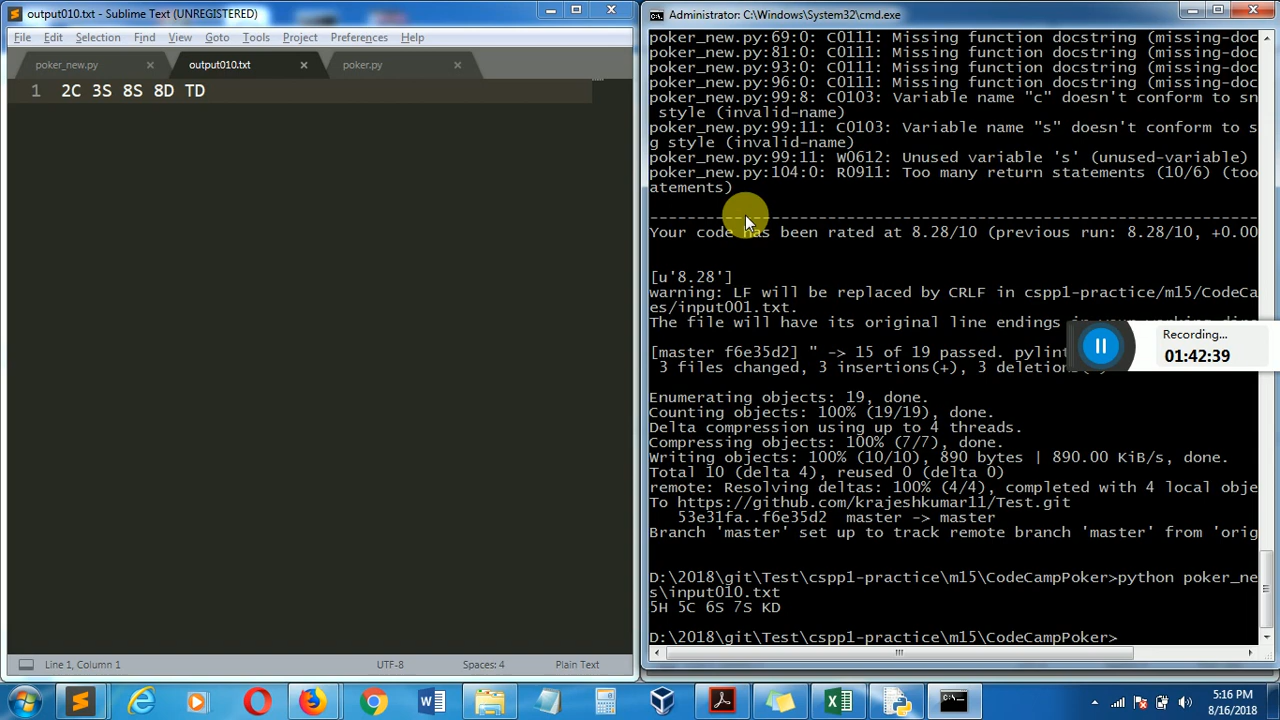 output010.txt - Sublime Text (UNREGISTERED)
File Edit Selection Find View Goto Tools Project Preferences Help
poker_new.py output010.txt poker.py
1 2C 3S 8S 8D TD
Line 1, Column 1 UTF-8 Spaces: 4 Plain Text
Administrator: C:\Windows\System32\cmd.exe
poker_new.py:69:0: C0111: Missing function docstring (missing-doc
poker_new.py:81:0: C0111: Missing function docstring (missing-doc
poker_new.py:93:0: C0111: Missing function docstring (missing-doc
poker_new.py:96:0: C0111: Missing function docstring (missing-doc
poker_new.py:99:8: C0103: Variable name "c" doesn't conform to sn
style (invalid-name)
poker_new.py:99:11: C0103: Variable name "s" doesn't conform to s
g style (invalid-name)
poker_new.py:99:11: W0612: Unused variable 's' (unused-variable)
poker_new.py:104:0: R0911: Too many return statements (10/6) (too
atements)
Your code has been rated at 8.28/10 (previous run: 8.28/10, +0.00
[u'8.28']
warning: LF will be replaced by CRLF in cspp1-practice/m15/CodeCa
es/input001.txt.
The file will have its original line endings in your working dire
[master f6e35d2] " -> 15 of 19 passed. pylint
3 files changed, 3 insertions(+), 3 deletions(
Enumerating objects: 19, done.
Counting objects: 100% (19/19), done.
Delta compression using up to 4 threads.
Compressing objects: 100% (7/7), done.
Writing objects: 100% (10/10), 890 bytes | 890.00 KiB/s, done.
Total 10 (delta 4), reused 0 (delta 0)
remote: Resolving deltas: 100% (4/4), completed with 4 local obje
To https://github.com/krajeshkumar11/Test.git
53e31fa..f6e35d2 master -> master
Branch 'master' set up to track remote branch 'master' from 'orig
D:\2018\git\Test\cspp1-practice\m15\CodeCampPoker>python poker_ne
s\input010.txt
5H 5C 6S 7S KD
D:\2018\git\Test\cspp1-practice\m15\CodeCampPoker>
Recording...
01:42:39
5:16 PM
8/16/2018